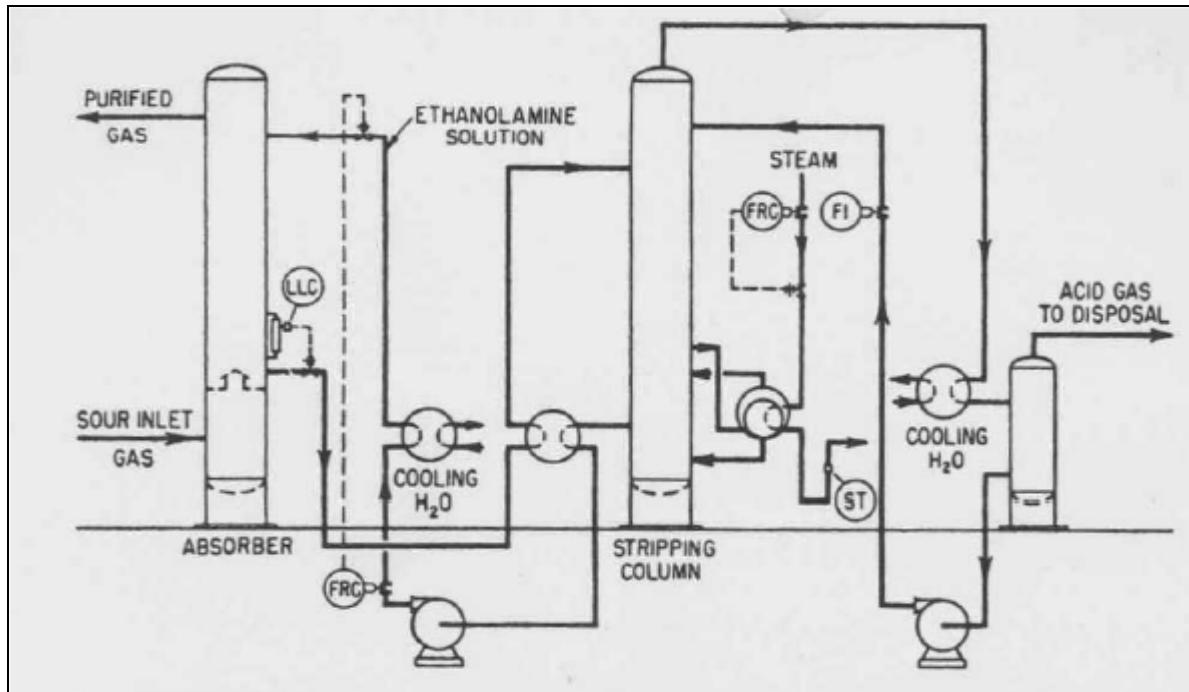 PURIFIED
GAS
ETHANOLAMINE
SOLUTION
STEAM
FRC
FI
LLC
ACID GAS
TO DISPOSAL
SOUR INLET
GAS
COOLING
H₂O
COOLING
H₂O
ST
ABSORBER
STRIPPING
COLUMN
FRC